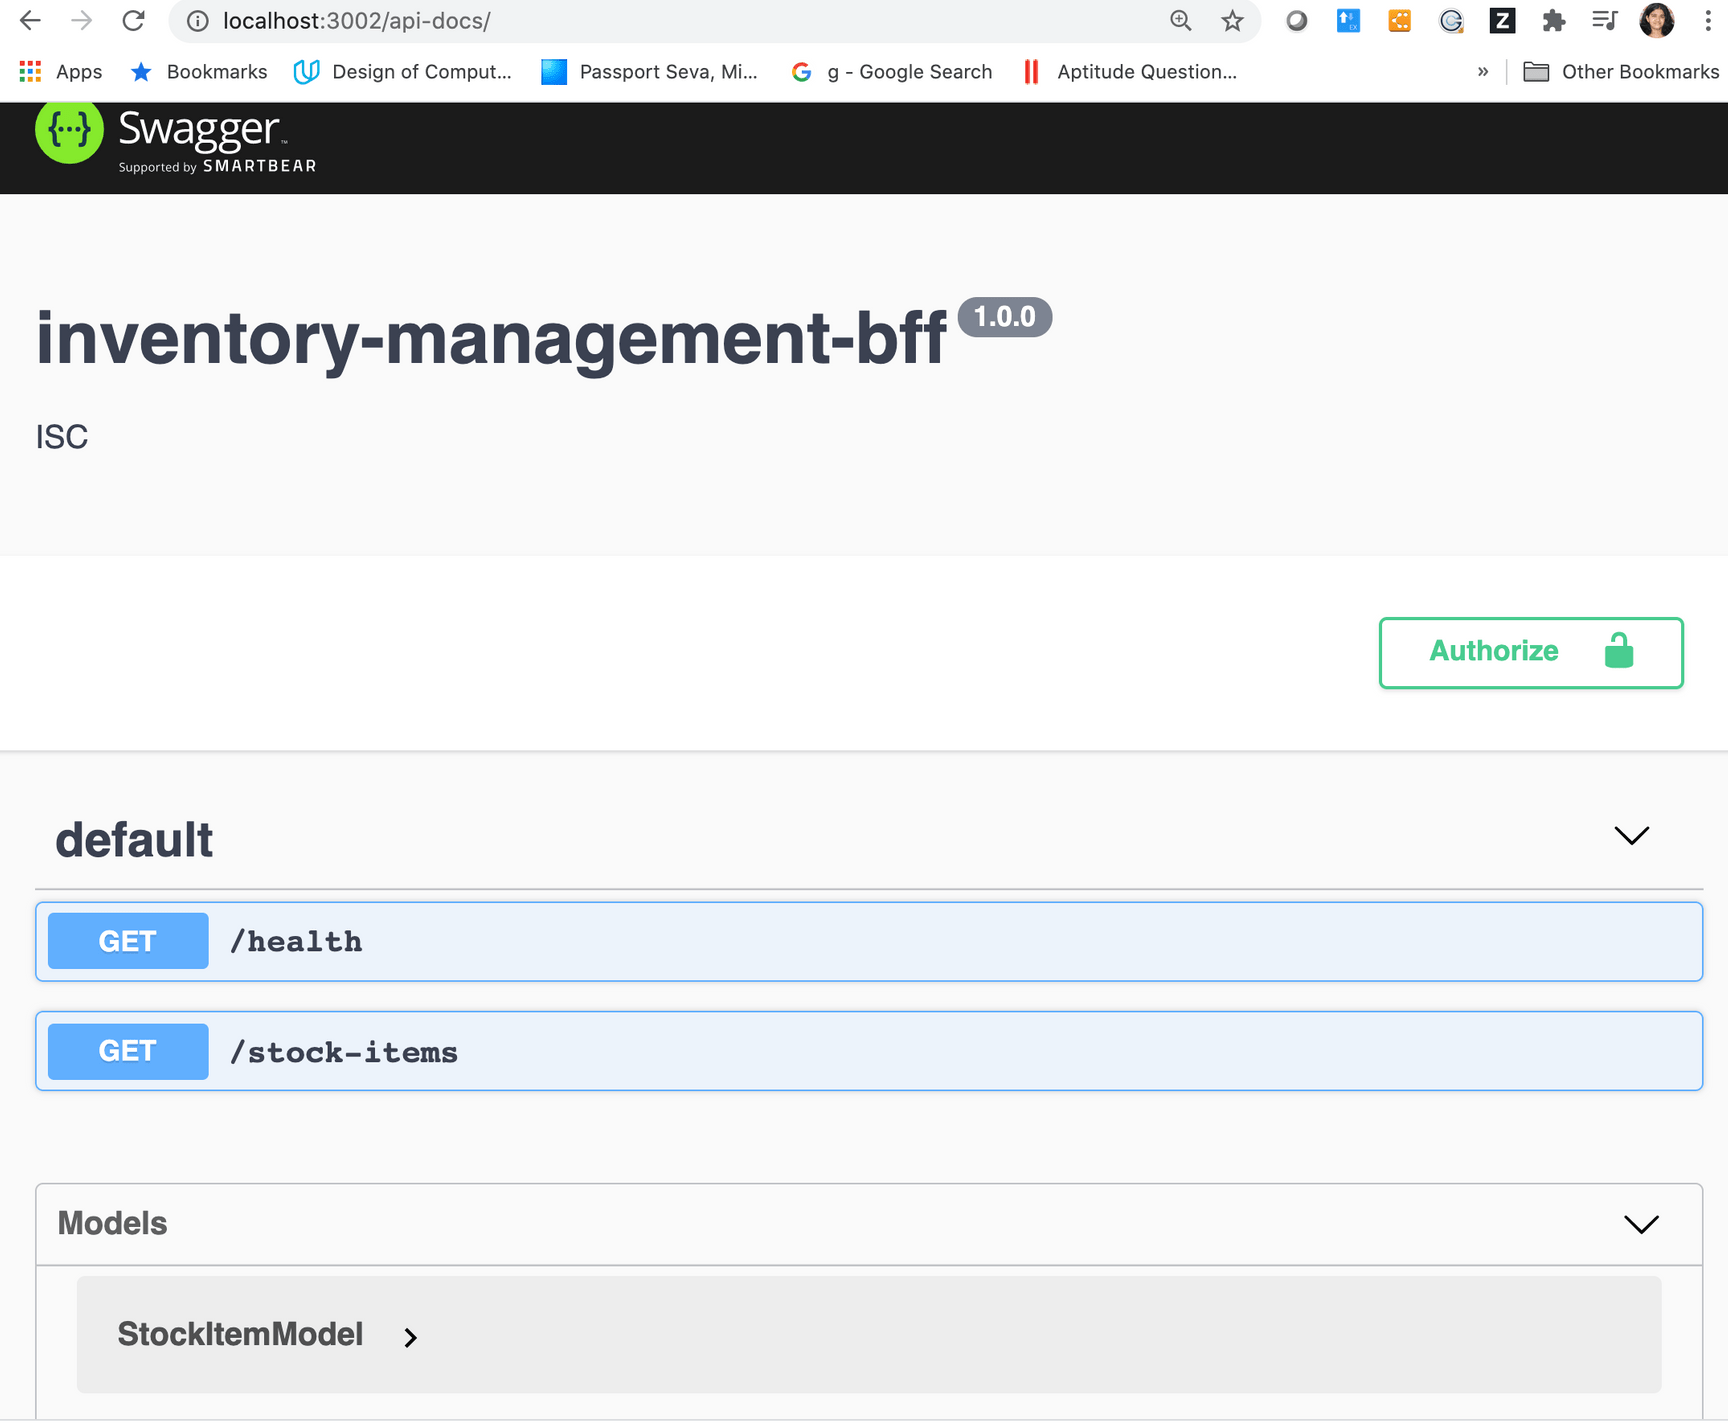 localhost:3002/api-docs/
Apps Bookmarks Design of Comput... Passport Seva, Mi... g - Google Search Aptitude Question... » Other Bookmarks
{···} Swagger™
Supported by SMARTBEAR
inventory-management-bff 1.0.0
ISC
Authorize
default
GET /health
GET /stock-items
Models
StockItemModel